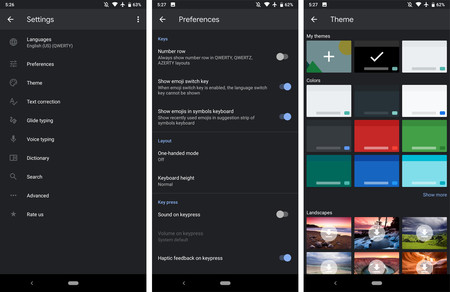 5:26
62%
Settings
Languages
English (US) (QWERTY)
Preferences
Theme
Text correction
Glide typing
Voice typing
Dictionary
Search
Advanced
Rate us
5:27
62%
Preferences
Keys
Number row
Always show number row in QWERTY, QWERTZ,
AZERTY layouts
Show emoji switch key
When emoji switch key is enabled, the language switch
key cannot be shown
Show emojis in symbols keyboard
Show recently used emojis in suggestion strip of
symbols keyboard
Layout
One-handed mode
Off
Keyboard height
Normal
Key press
Sound on keypress
Volume on keypress
System default
Haptic feedback on keypress
5:27
62%
Theme
My themes
Colors
Show more
Landscapes